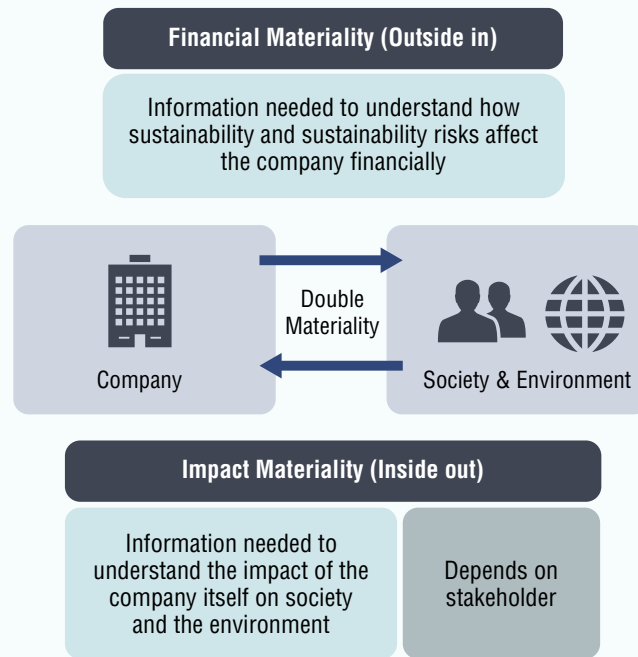 Financial Materiality (Outside in)
Information needed to understand how
sustainability and sustainability risks affect
the company financially
Company
Double
Materiality
Society & Environment
Impact Materiality (Inside out)
Information needed to
understand the impact of the
company itself on society
and the environment
Depends on
stakeholder